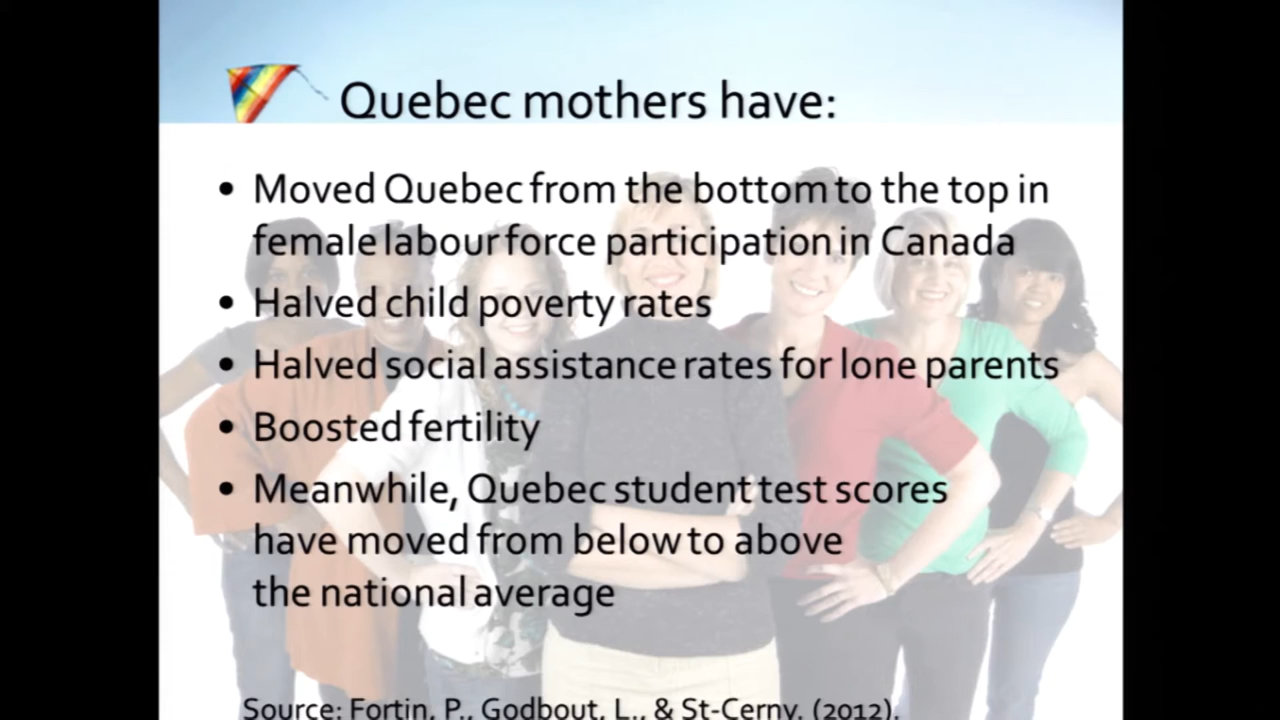 Quebec mothers have:
• Moved Quebec from the bottom to the top in
female labour force participation in Canada
• Halved child poverty rates
• Halved social assistance rates for lone parents
• Boosted fertility
• Meanwhile, Quebec student test scores
have moved from below to above
the national average
Source: Fortin, P., Godbout, L., & St-Cerny. (2012).